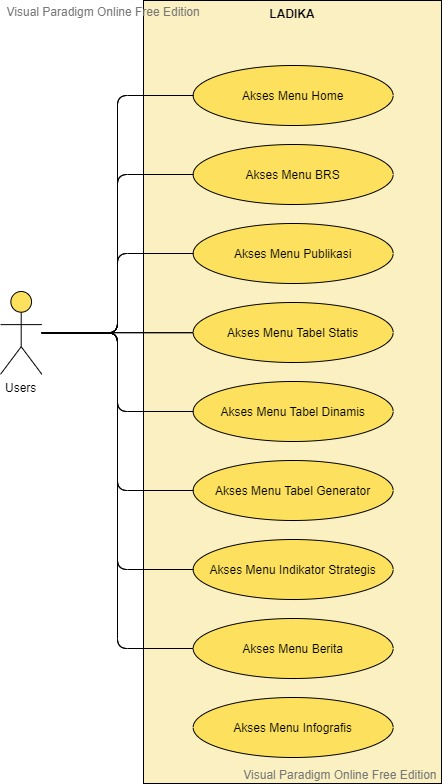 Visual Paradigm Online Free Edition
LADIKA
Akses Menu Home
Akses Menu BRS
Akses Menu Publikasi
Akses Menu Tabel Statis
Users
Akses Menu Tabel Dinamis
Akses Menu Tabel Generator
Akses Menu Indikator Strategis
Akses Menu Berita
Akses Menu Infografis
Visual Paradigm Online Free Edition